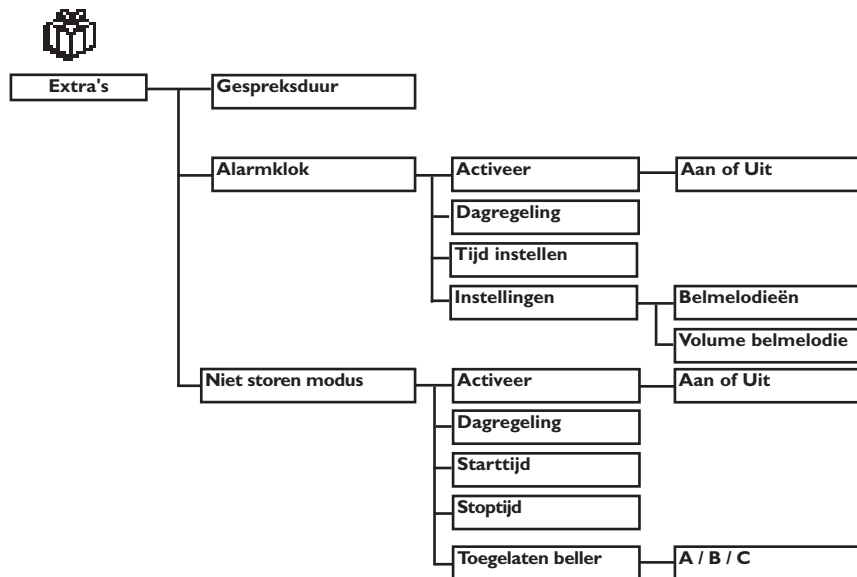 Extra's
Gespreksduur
Alarmklok
Activeer
Aan of Uit
Dagregeling
Tijd instellen
Instellingen
Belmelodieën
Volume belmelodie
Niet storen modus
Activeer
Aan of Uit
Dagregeling
Starttijd
Stoptijd
Toegelaten beller
A / B / C